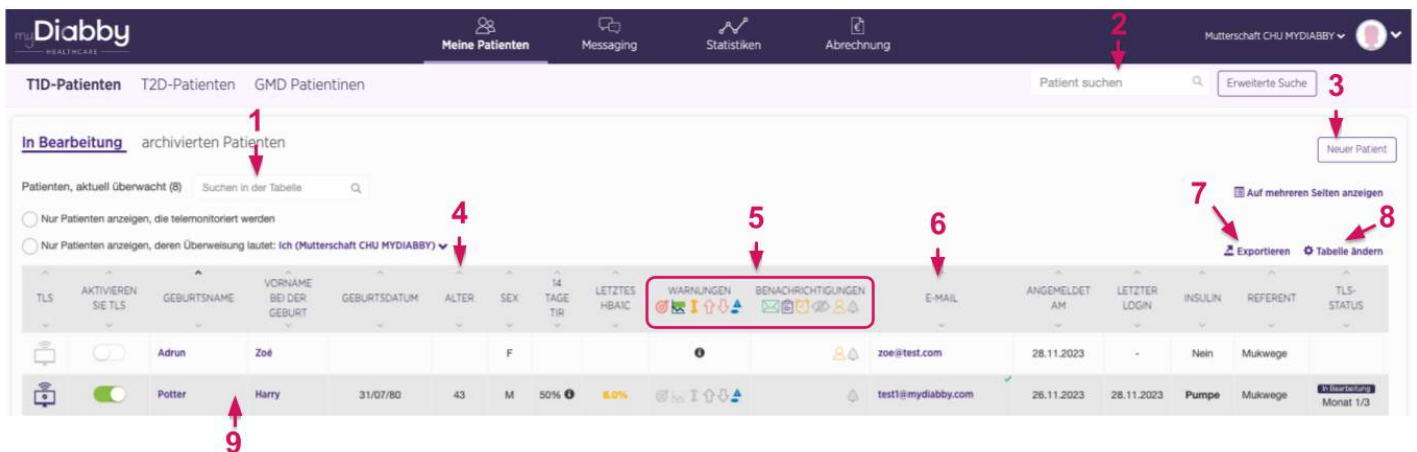 myDiabby
HEALTHCARE
Meine Patienten
Messaging
Statistiken
Abrechnung
2
Mutterschaft CHU MYDIABBY
T1D-Patienten T2D-Patienten GMD Patientinen
Patient suchen
Erweiterte Suche
3
1
In Bearbeitung archivierten Patienten
Neuer Patient
Patienten, aktuell überwacht (8) Suchen in der Tabelle
7
Auf mehreren Seiten anzeigen
Nur Patienten anzeigen, die telemonitoriert werden
4
5
6
8
Nur Patienten anzeigen, deren Überweisung lautet: Ich (Mutterschaft CHU MYDIABBY)
Exportieren Tabelle ändern
TLS
AKTIVIEREN
SIE TLS
GEBURTSNAME
VORNAME
BEI DER
GEBURT
GEBURTSDATUM
ALTER
SEX
14
TAGE
TIR
LETZTES
HBA1C
WARNUNGEN
BENACHRICHTIGUNGEN
E-MAIL
ANGEMELDET
AM
LETZTER
LOGIN
INSULIN
REFERENT
TLS-
STATUS
Adrun Zoé F zoe@test.com 28.11.2023 - Nein Mukwege
Potter Harry 31/07/80 43 M 50% 8.0% test1@mydiabby.com 26.11.2023 28.11.2023 Pumpe Mukwege
In Bearbeitung
Monat 1/3
9